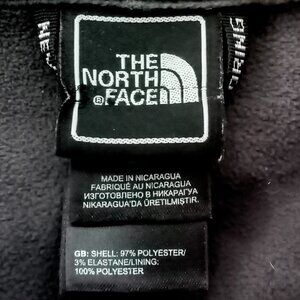 THE
NORTH
®FACE
MADE IN NICARAGUA
FABRIQUÉ AU NICARAGUA
ИЗГОТОВЛЕНО В НИКАРАГУА
NIKARAGUA'DA ÜRETILMIŞTIR.
GB: SHELL: 97% POLYESTER/
3% ELASTANE/LINING:
100% POLYESTER